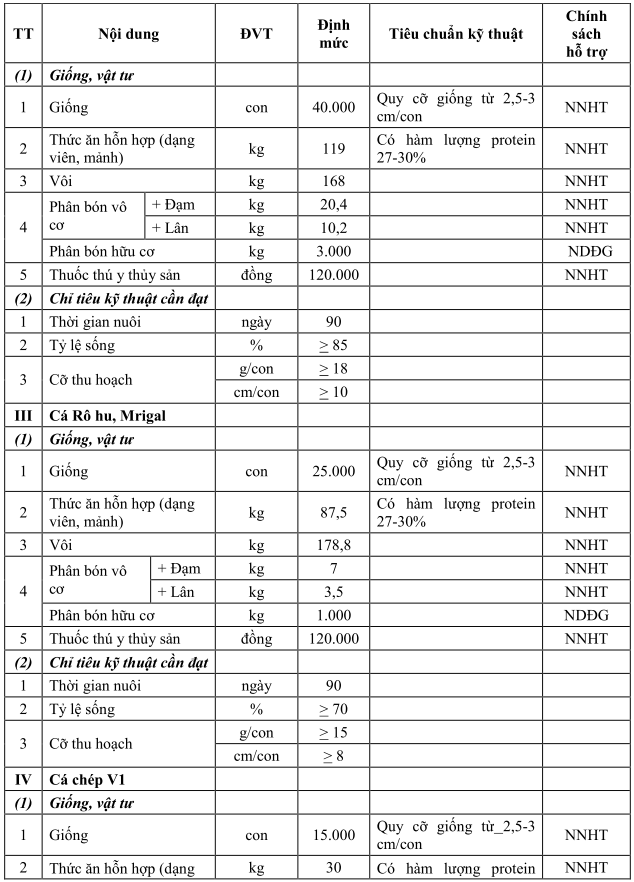 TT Nội dung ĐVT Định mức Tiêu chuẩn kỹ thuật Chính sách hỗ trợ
(1) Giống, vật tư
1 Giống con 40.000 Quy cỡ giống từ 2,5-3 cm/con NNHT
2 Thức ăn hỗn hợp (dạng viên, mảnh) kg 119 Có hàm lượng protein 27-30% NNHT
3 Vôi kg 168 NNHT
4 Phân bón vô cơ + Đạm kg 20,4 NNHT
+ Lân kg 10,2 NNHT
Phân bón hữu cơ kg 3.000 NDĐG
5 Thuốc thú y thủy sản đồng 120.000 NNHT
(2) Chỉ tiêu kỹ thuật cần đạt
1 Thời gian nuôi ngày 90
2 Tỷ lệ sống % ≥ 85
3 Cỡ thu hoạch g/con ≥ 18
cm/con ≥ 10
III Cá Rô hu, Mrigal
(1) Giống, vật tư
1 Giống con 25.000 Quy cỡ giống từ 2,5-3 cm/con NNHT
2 Thức ăn hỗn hợp (dạng viên, mảnh) kg 87,5 Có hàm lượng protein 27-30% NNHT
3 Vôi kg 178,8 NNHT
4 Phân bón vô cơ + Đạm kg 7 NNHT
+ Lân kg 3,5 NNHT
Phân bón hữu cơ kg 1.000 NDĐG
5 Thuốc thú y thủy sản đồng 120.000 NNHT
(2) Chỉ tiêu kỹ thuật cần đạt
1 Thời gian nuôi ngày 90
2 Tỷ lệ sống % ≥ 70
3 Cỡ thu hoạch g/con ≥ 15
cm/con ≥ 8
IV Cá chép V1
(1) Giống, vật tư
1 Giống con 15.000 Quy cỡ giống từ_2,5-3 cm/con NNHT
2 Thức ăn hỗn hợp (dạng kg 30 Có hàm lượng protein NNHT